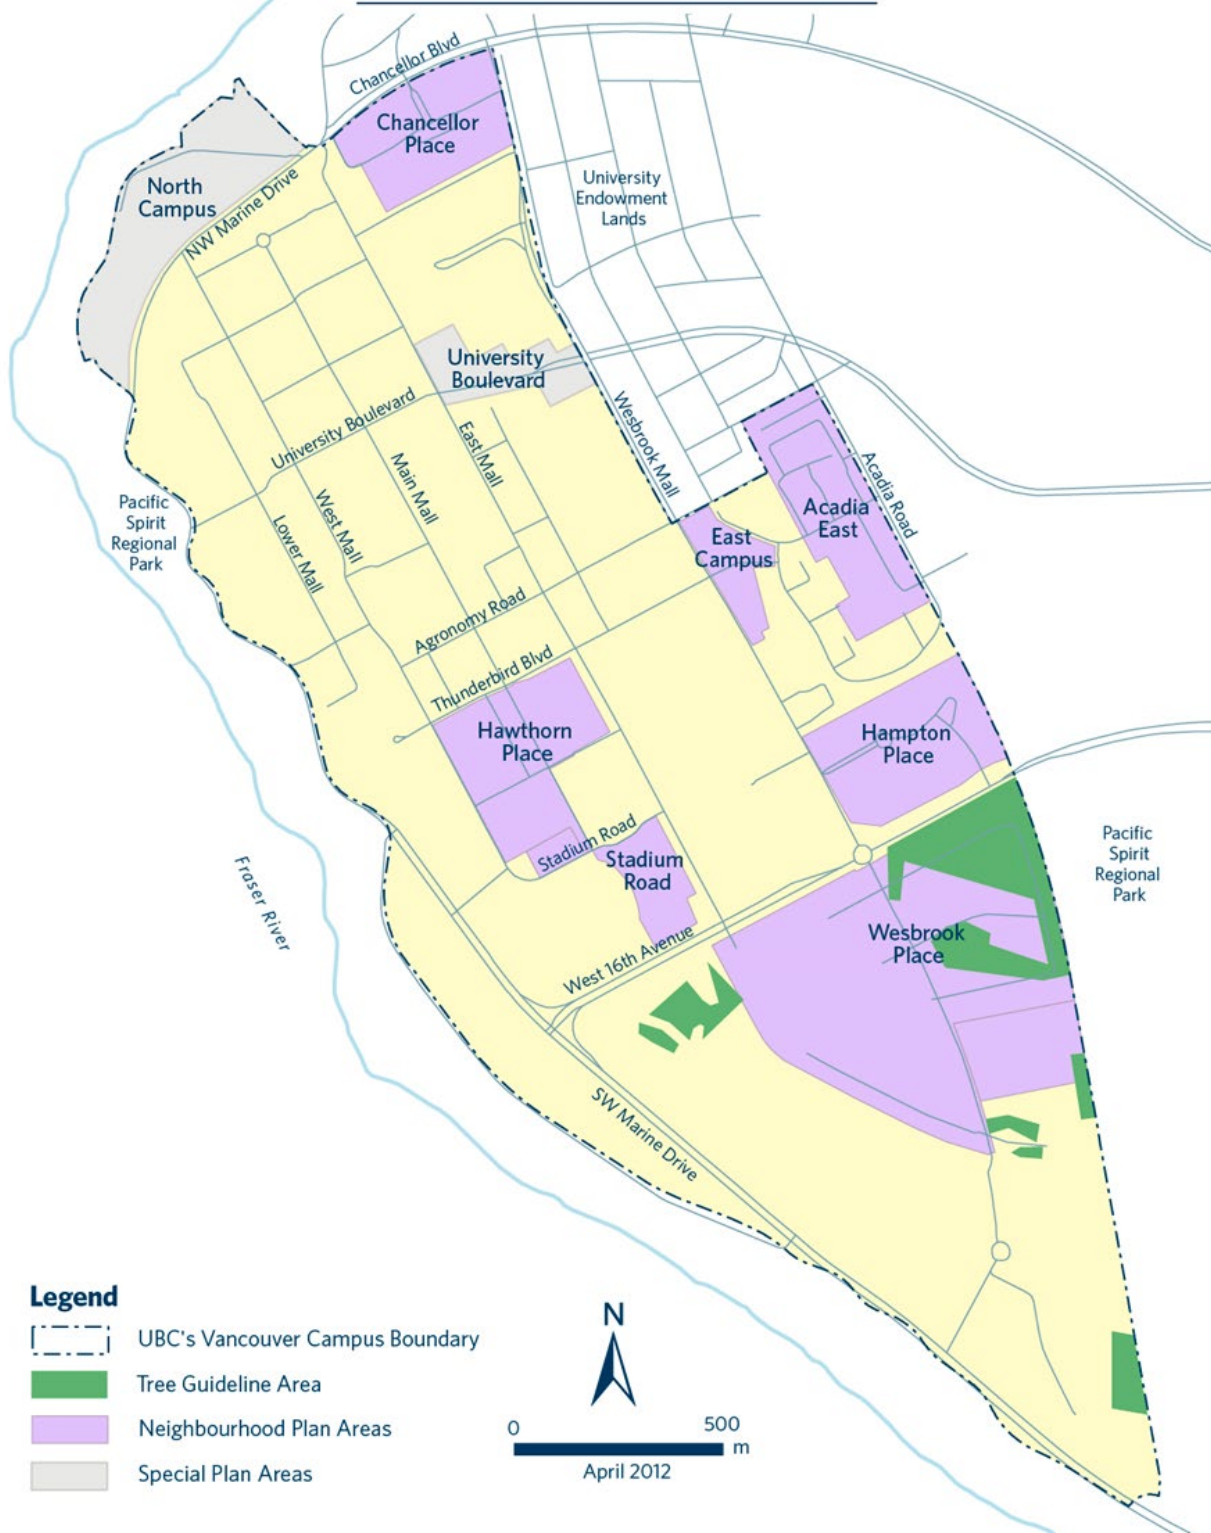 Chancellor Blvd
Chancellor
Place
North
Campus
NW Marine Drive
University
Endowment
Lands
University
Boulevard
University Boulevard
Wesbrook Mall
East Mall
Main Mall
West Mall
Lower Mall
Acadia Road
Pacific
Spirit
Regional
Park
Acadia
East
East
Campus
Agronomy Road
Thunderbird Blvd
Hawthorn
Place
Hampton
Place
Stadium Road
Stadium
Road
Pacific
Spirit
Regional
Park
Fraser River
Wesbrook
Place
West 16th Avenue
SW Marine Drive
Legend
UBC's Vancouver Campus Boundary
Tree Guideline Area
Neighbourhood Plan Areas
Special Plan Areas
N
0 500
m
April 2012